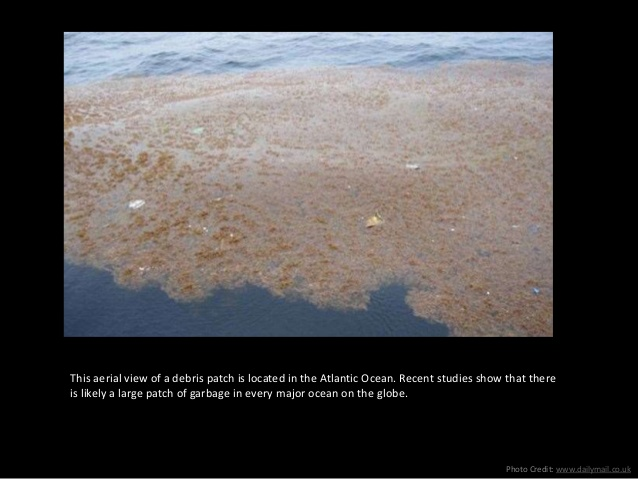 This aerial view of a debris patch is located in the Atlantic Ocean. Recent studies show that there
is likely a large patch of garbage in every major ocean on the globe.
Photo Credit: www.dailymail.co.uk